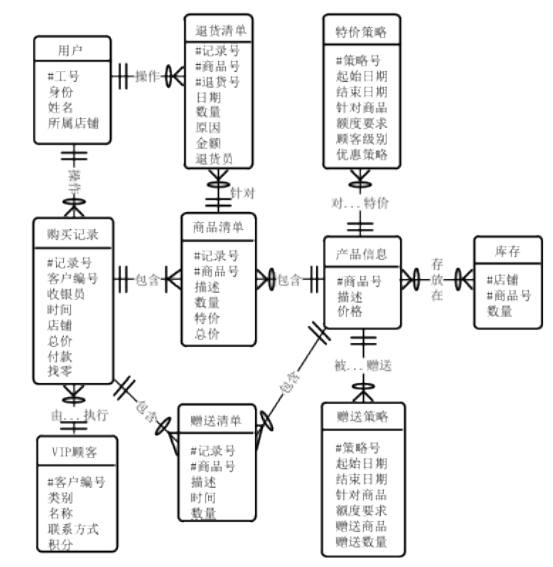 用户
#工号
身份
姓名
所属店铺
操作
退货清单
#记录号
#商品号
#退货号
日期
数量
原因
金额
退货员
特价策略
#策略号
起始日期
结束日期
针对商品
额度要求
顾客级别
优惠策略
操作
针对
对...特价
购买记录
#记录号
客户编号
收银员
时间
店铺
总价
付款
找零
包含
商品清单
#记录号
#商品号
描述
数量
特价
总价
包含
产品信息
#商品号
描述
价格
存放在
库存
#店铺
#商品号
数量
包含
包含
被...赠送
由...执行
VIP顾客
#客户编号
类别
名称
联系方式
积分
赠送清单
#记录号
#商品号
描述
时间
数量
赠送策略
#策略号
起始日期
结束日期
针对商品
额度要求
赠送商品
赠送数量